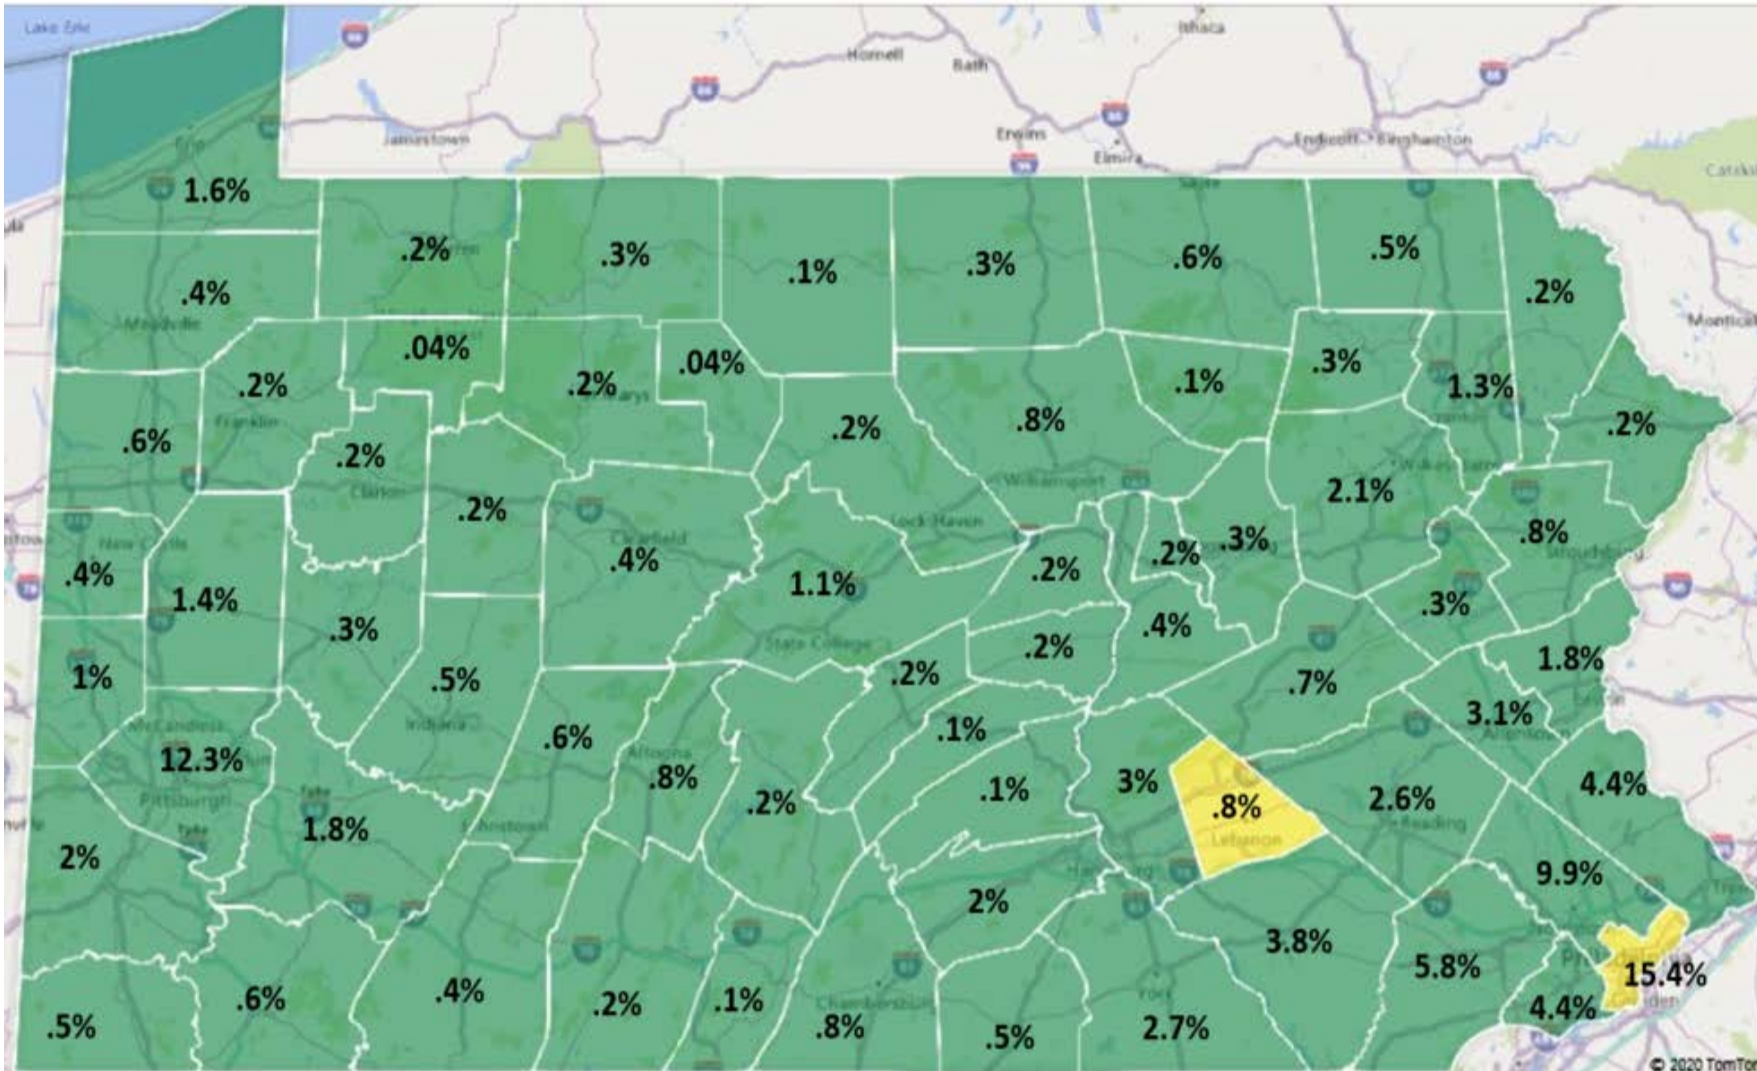 Lake Erie
Ithaca
Hornell
Bath
Jamestown
Erwins
Elmira
Endicott
Binghamton
Erie
1.6%
Sayre
.2%
.3%
.1%
.3%
.6%
.5%
.2%
.4%
Meadville
.04%
.04%
.2%
.2%
.1%
.3%
1.3%
.2%
Franklin
.6%
.2%
Clarion
.2%
.8%
Williamsport
2.1%
.2%
Clearfield
.4%
Lock Haven
1.1%
State College
.2%
.2%
.3%
.8%
Stroudsburg
New Castle
.4%
1.4%
.3%
.2%
.4%
.3%
1.8%
Easton
1%
.5%
Indiana
.2%
.7%
3.1%
Allentown
McCandless
12.3%
Pittsburgh
.6%
Altoona
.8%
.1%
.2%
.1%
3%
.8%
Lebanon
2.6%
Reading
4.4%
2%
1.8%
Johnstown
2%
9.9%
3.8%
5.8%
15.4%
Camden
4.4%
.5%
.6%
.4%
.2%
.1%
Chambersburg
.8%
.5%
York
2.7%
© 2020 TomTom